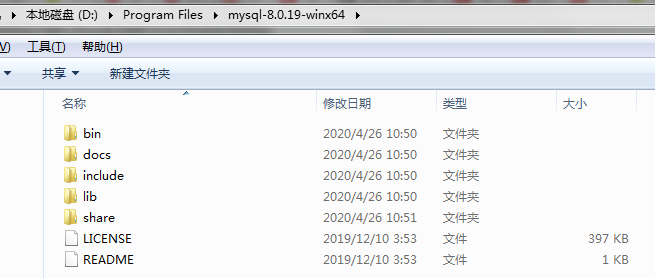 本地磁盘 (D:) ▸ Program Files ▸ mysql-8.0.19-winx64 ▸
V) 工具(T) 帮助(H)
共享 新建文件夹
名称 修改日期 类型 大小
bin 2020/4/26 10:50 文件夹
docs 2020/4/26 10:50 文件夹
include 2020/4/26 10:50 文件夹
lib 2020/4/26 10:50 文件夹
share 2020/4/26 10:51 文件夹
LICENSE 2019/12/10 3:53 文件 397 KB
README 2019/12/10 3:53 文件 1 KB